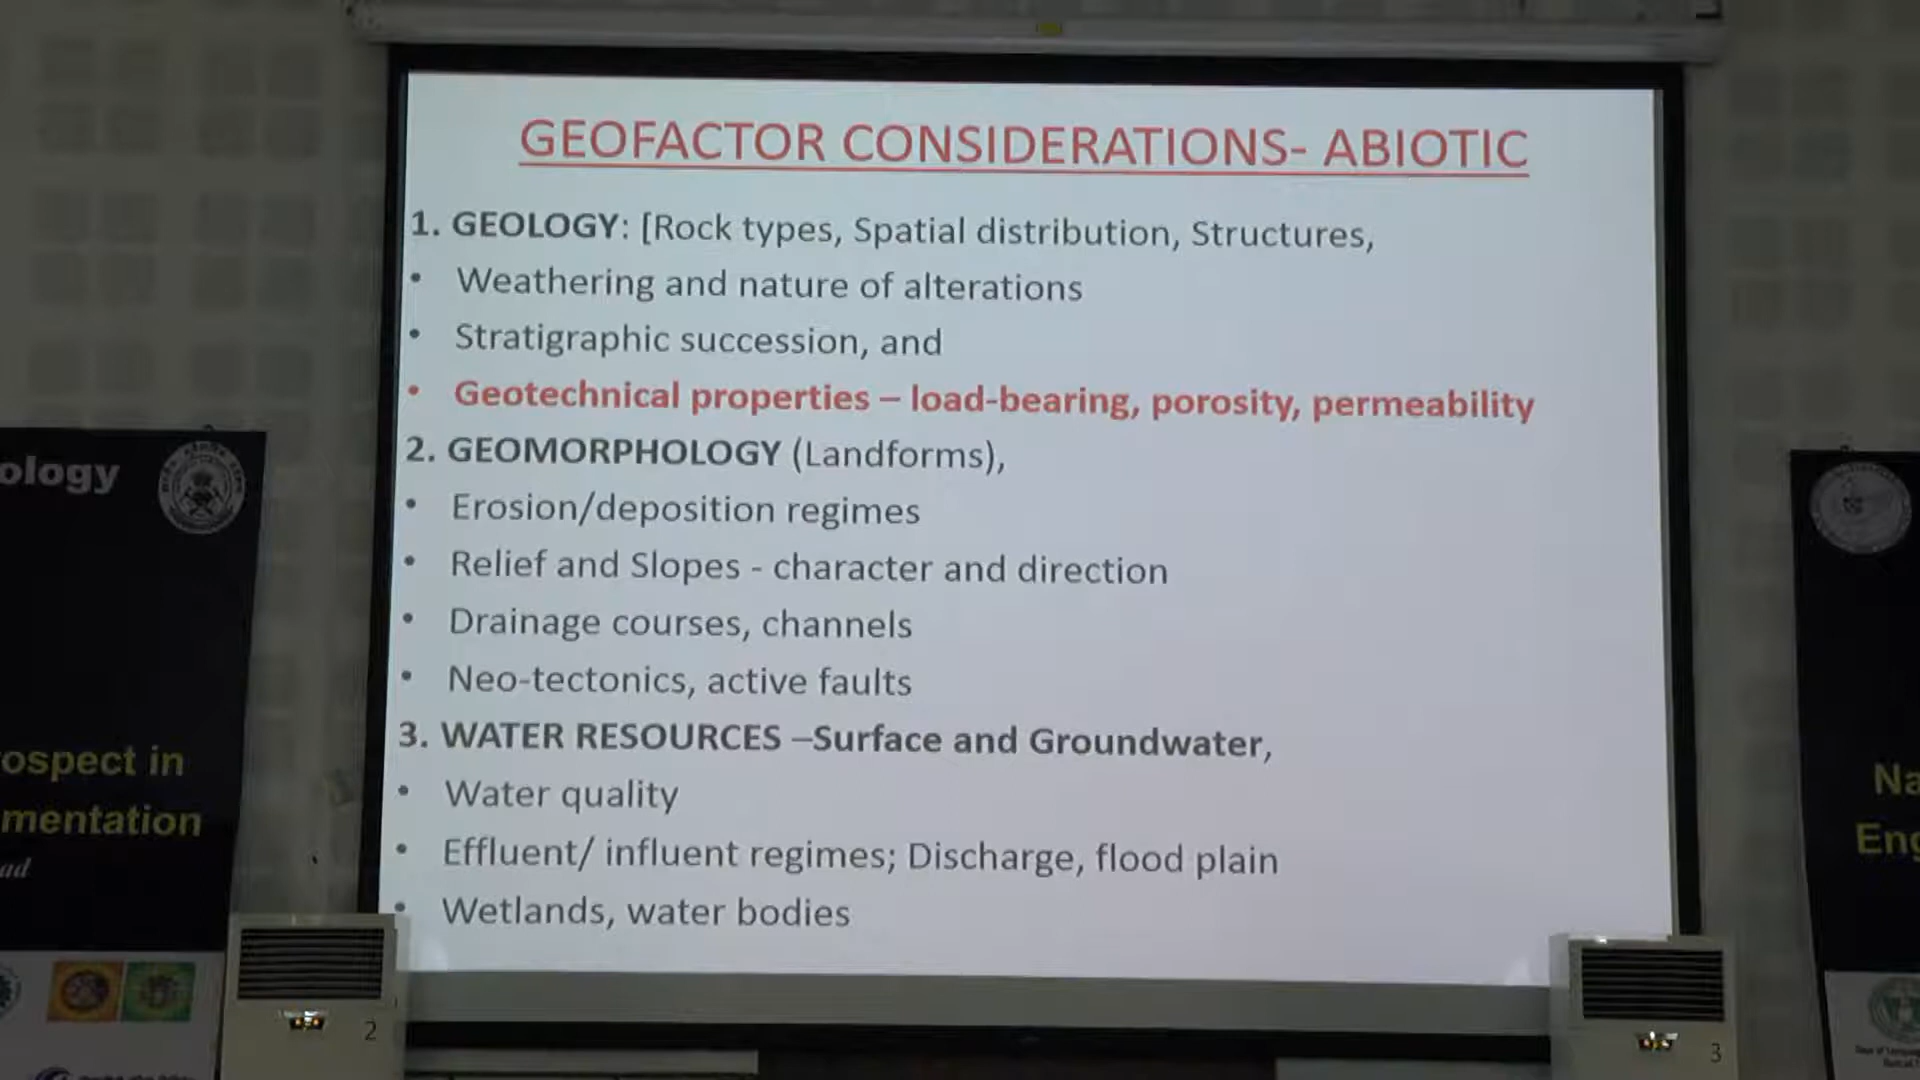 GEOFACTOR CONSIDERATIONS- ABIOTIC
1. GEOLOGY: [Rock types, Spatial distribution, Structures,
• Weathering and nature of alterations
• Stratigraphic succession, and
• Geotechnical properties – load-bearing, porosity, permeability
2. GEOMORPHOLOGY (Landforms),
• Erosion/deposition regimes
• Relief and Slopes - character and direction
• Drainage courses, channels
• Neo-tectonics, active faults
3. WATER RESOURCES –Surface and Groundwater,
• Water quality
• Effluent/ influent regimes; Discharge, flood plain
• Wetlands, water bodies
ology
ospect in
mentation
ad
2
Na
Eng
3